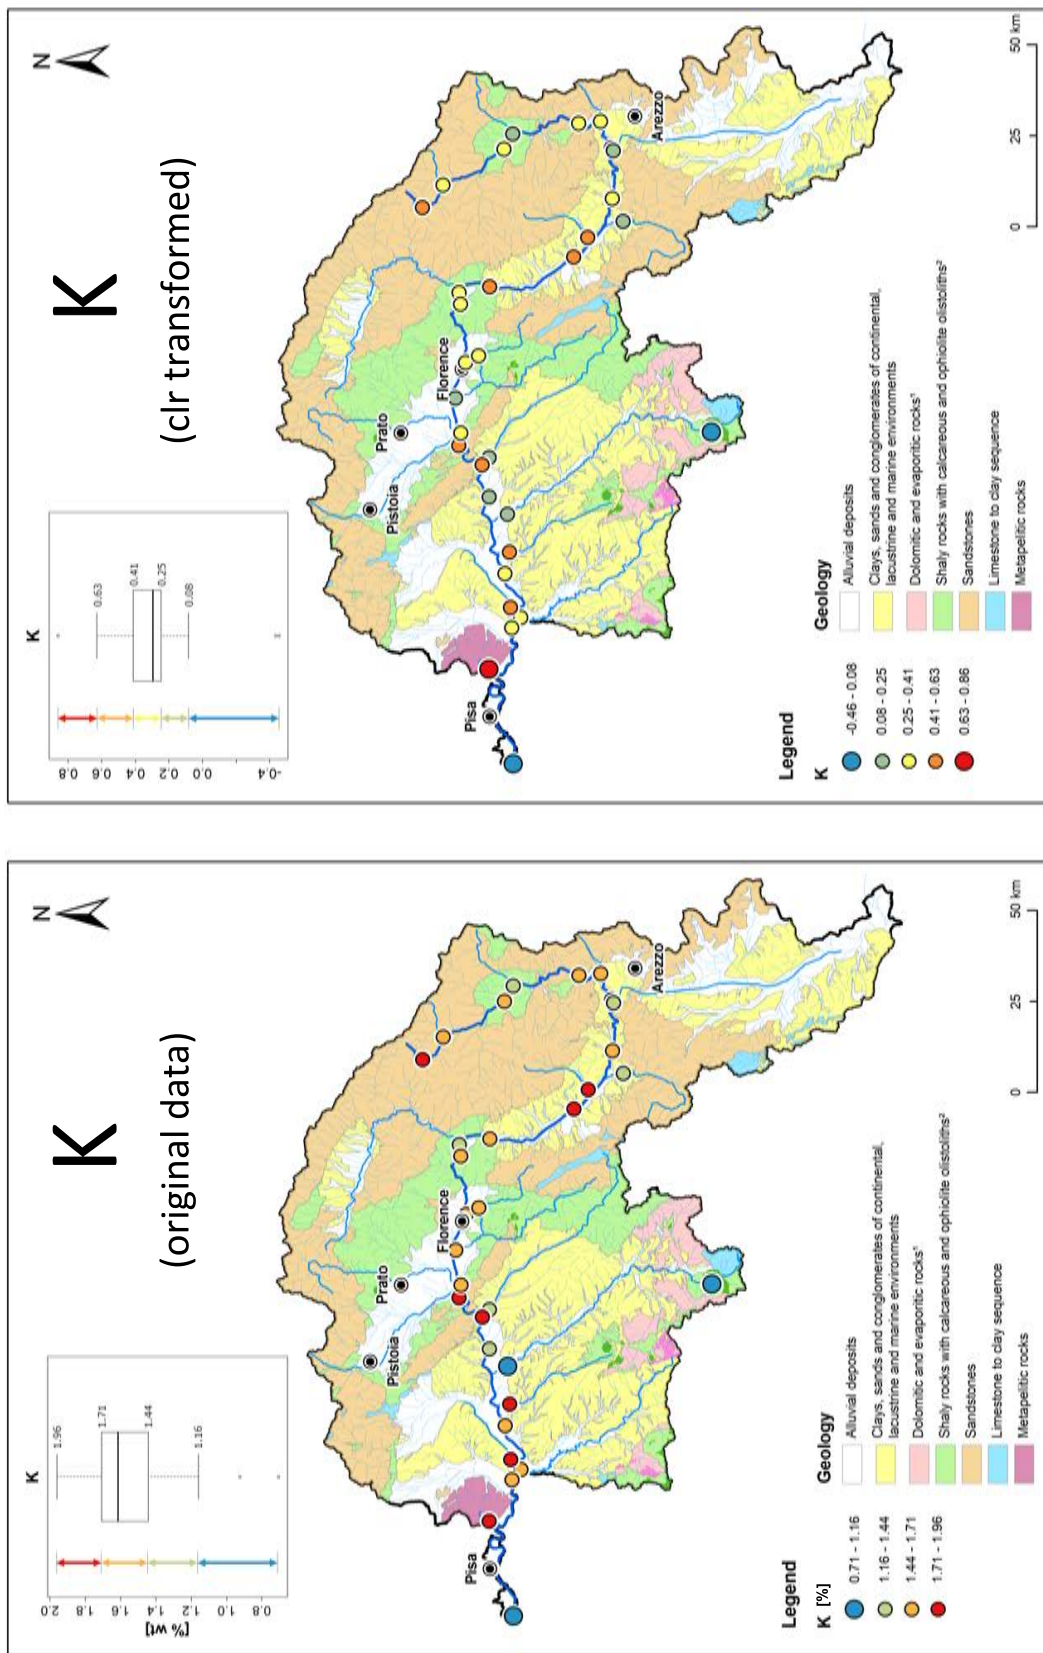 K
(original data)
N
K
2.0
1.8
1.6
1.4
1.2
1.0
0.8
[% wt]
1.96
1.71
1.44
1.16
Pistoia
Prato
Florence
Pisa
Arezzo
0
25
50 km
Legend
K [%]
0.71 - 1.16
1.16 - 1.44
1.44 - 1.71
1.71 - 1.96
Geology
Alluvial deposits
Clays, sands and conglomerates of continental,
lacustrine and marine environments
Dolomitic and evaporitic rocks¹
Shaly rocks with calcareous and ophiolite olistoliths²
Sandstones
Limestone to clay sequence
Metapelitic rocks
K
(clr transformed)
N
K
0.8
0.6
0.4
0.2
0.0
-0.4
0.63
0.41
0.25
0.08
Pistoia
Prato
Florence
Pisa
Arezzo
0
25
50 km
Legend
K
-0.46 - 0.08
0.08 - 0.25
0.25 - 0.41
0.41 - 0.63
0.63 - 0.86
Geology
Alluvial deposits
Clays, sands and conglomerates of continental,
lacustrine and marine environments
Dolomitic and evaporitic rocks¹
Shaly rocks with calcareous and ophiolite olistoliths²
Sandstones
Limestone to clay sequence
Metapelitic rocks